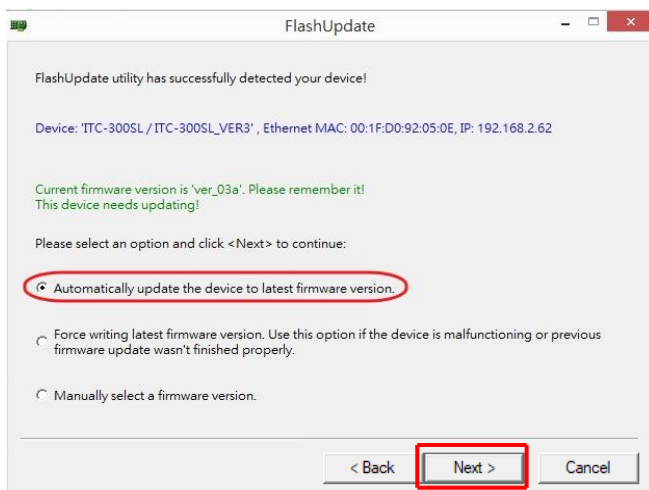 FlashUpdate
FlashUpdate utility has successfully detected your device!
Device: 'ITC-300SL / ITC-300SL_VER3' , Ethernet MAC: 00:1F:D0:92:05:0E, IP: 192.168.2.62
Current firmware version is 'ver_03a'. Please remember it!
This device needs updating!
Please select an option and click <Next> to continue:
Automatically update the device to latest firmware version.
Force writing latest firmware version. Use this option if the device is malfunctioning or previous
firmware update wasn't finished properly.
Manually select a firmware version.
< Back
Next >
Cancel